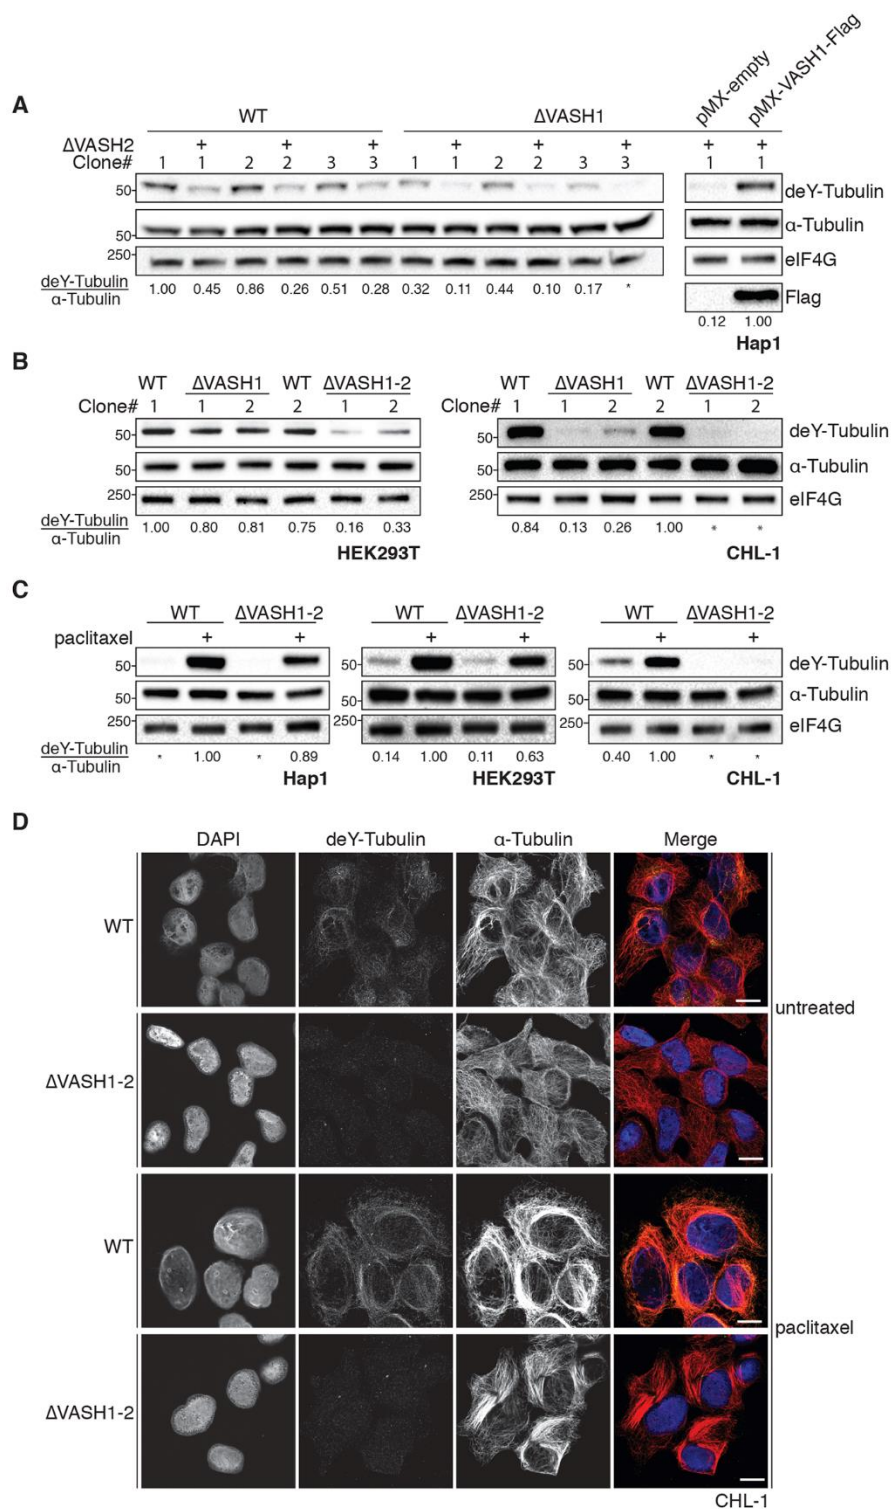 A
WT
ΔVASH1
pMX-empty
pMX-VASH1-Flag
ΔVASH2 + + + + + + + +
Clone# 1 1 2 2 3 3 1 1 2 2 3 3 1 1
50 deY-Tubulin
50 α-Tubulin
250 eIF4G
Flag
deY-Tubulin
α-Tubulin
1.00 0.45 0.86 0.26 0.51 0.28 0.32 0.11 0.44 0.10 0.17 * 0.12 1.00
Hap1
B
WT ΔVASH1 WT ΔVASH1-2 WT ΔVASH1 WT ΔVASH1-2
Clone# 1 1 2 2 1 2 Clone# 1 1 2 2 1 2
50 50 deY-Tubulin
50 50 α-Tubulin
250 250 eIF4G
deY-Tubulin
α-Tubulin
1.00 0.80 0.81 0.75 0.16 0.33 0.84 0.13 0.26 1.00 * *
HEK293T CHL-1
C
WT ΔVASH1-2 WT ΔVASH1-2 WT ΔVASH1-2
paclitaxel + + + + + +
50 50 50 deY-Tubulin
50 50 50 α-Tubulin
250 250 250 eIF4G
deY-Tubulin
α-Tubulin
* 1.00 * 0.89 0.14 1.00 0.11 0.63 0.40 1.00 * *
Hap1 HEK293T CHL-1
D
DAPI deY-Tubulin α-Tubulin Merge
WT
untreated
ΔVASH1-2
WT
paclitaxel
ΔVASH1-2
CHL-1